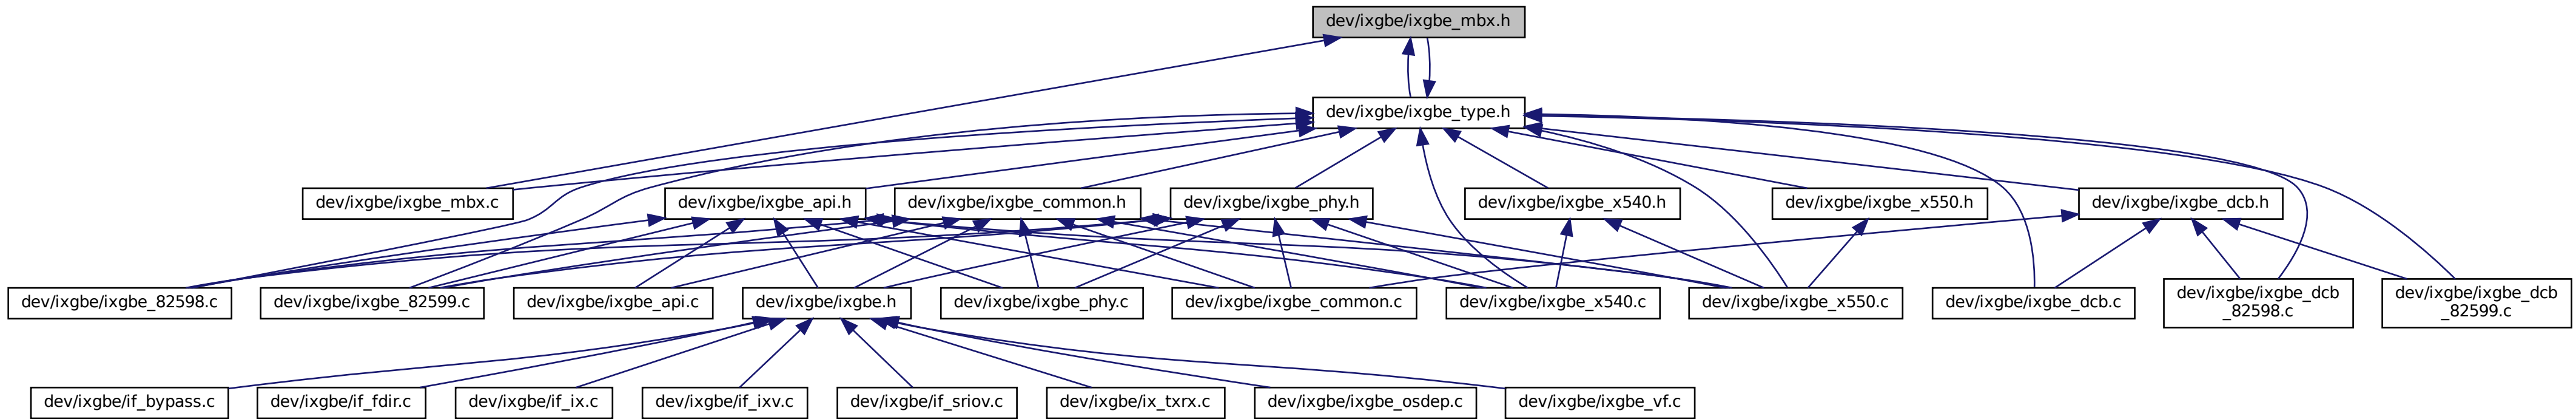 dev/ixgbe/ixgbe_mbx.h
dev/ixgbe/ixgbe_type.h
dev/ixgbe/ixgbe_mbx.c
dev/ixgbe/ixgbe_api.h
dev/ixgbe/ixgbe_common.h
dev/ixgbe/ixgbe_phy.h
dev/ixgbe/ixgbe_x540.h
dev/ixgbe/ixgbe_x550.h
dev/ixgbe/ixgbe_dcb.h
dev/ixgbe/ixgbe_82598.c
dev/ixgbe/ixgbe_82599.c
dev/ixgbe/ixgbe_api.c
dev/ixgbe/ixgbe.h
dev/ixgbe/ixgbe_phy.c
dev/ixgbe/ixgbe_common.c
dev/ixgbe/ixgbe_x540.c
dev/ixgbe/ixgbe_x550.c
dev/ixgbe/ixgbe_dcb.c
dev/ixgbe/ixgbe_dcb
_82598.c
dev/ixgbe/ixgbe_dcb
_82599.c
dev/ixgbe/if_bypass.c
dev/ixgbe/if_fdir.c
dev/ixgbe/if_ix.c
dev/ixgbe/if_ixv.c
dev/ixgbe/if_sriov.c
dev/ixgbe/ix_txrx.c
dev/ixgbe/ixgbe_osdep.c
dev/ixgbe/ixgbe_vf.c